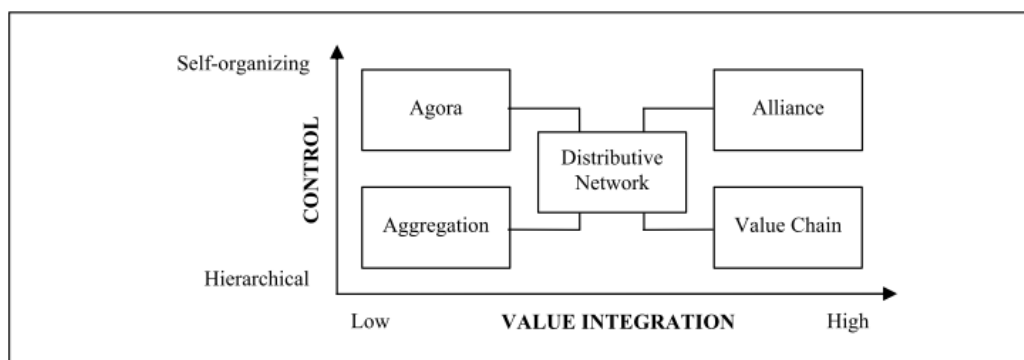 Self-organizing
Agora
Alliance
CONTROL
Distributive
Network
Aggregation
Value Chain
Hierarchical
Low
VALUE INTEGRATION
High